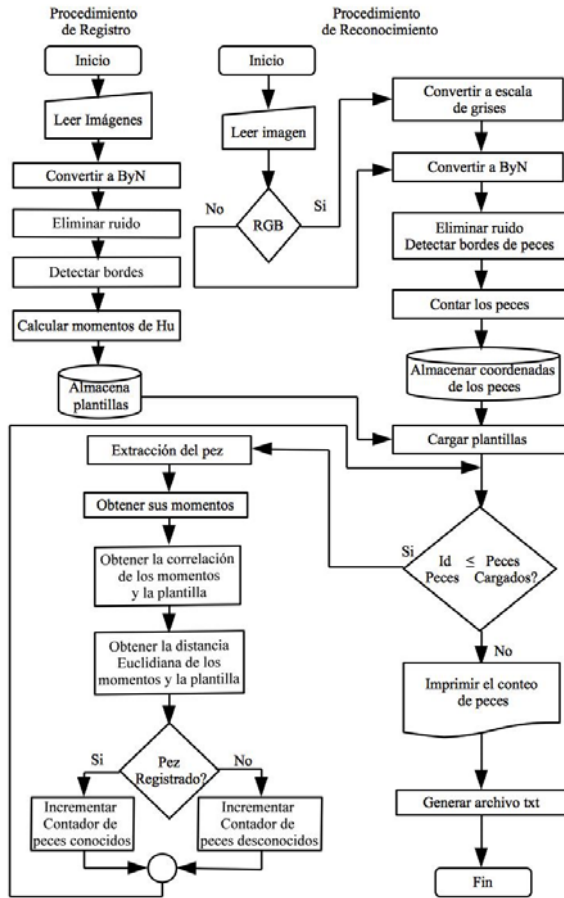 Procedimiento
de Registro
Inicio
Leer Imágenes
Convertir a ByN
Eliminar ruido
Detectar bordes
Calcular momentos de Hu
Almacena
plantillas
Procedimiento
de Reconocimiento
Inicio
Leer imagen
No
RGB
Si
Convertir a escala
de grises
Convertir a ByN
Eliminar ruido
Detectar bordes de peces
Contar los peces
Almacenar coordenadas
de los peces
Cargar plantillas
Id ≤ Peces
Peces Cargados?
Si
No
Extracción del pez
Obtener sus momentos
Obtener la correlación
de los momentos
y la plantilla
Obtener la distancia
Euclidiana de los
momentos y la plantilla
Si
Pez
Registrado?
No
Incrementar
Contador de
peces conocidos
Incrementar
Contador de
peces desconocidos
Imprimir el conteo
de peces
Generar archivo txt
Fin